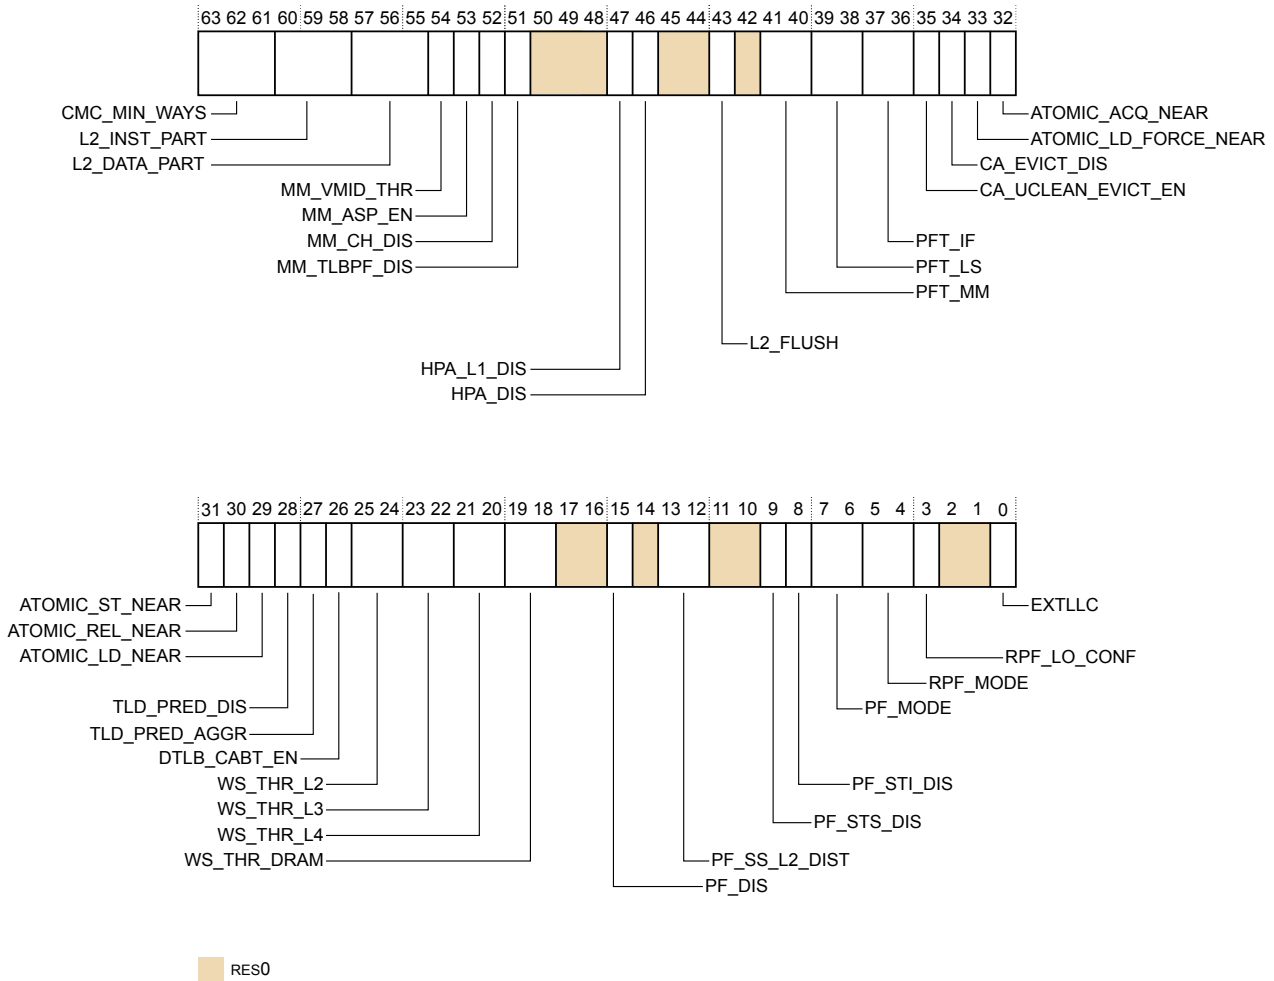 63 62 61 60 59 58 57 56 55 54 53 52 51 50 49 48 47 46 45 44 43 42 41 40 39 38 37 36 35 34 33 32
CMC_MIN_WAYS
ATOMIC_ACQ_NEAR
L2_INST_PART
ATOMIC_LD_FORCE_NEAR
L2_DATA_PART
CA_EVICT_DIS
MM_VMID_THR
CA_UCLEAN_EVICT_EN
MM_ASP_EN
MM_CH_DIS
PFT_IF
MM_TLBPF_DIS
PFT_LS
PFT_MM
L2_FLUSH
HPA_L1_DIS
HPA_DIS
31 30 29 28 27 26 25 24 23 22 21 20 19 18 17 16 15 14 13 12 11 10 9 8 7 6 5 4 3 2 1 0
ATOMIC_ST_NEAR
EXTLLC
ATOMIC_REL_NEAR
ATOMIC_LD_NEAR
RPF_LO_CONF
RPF_MODE
TLD_PRED_DIS
PF_MODE
TLD_PRED_AGGR
DTLB_CABT_EN
WS_THR_L2
PF_STI_DIS
WS_THR_L3
PF_STS_DIS
WS_THR_L4
WS_THR_DRAM
PF_SS_L2_DIST
PF_DIS
RES0